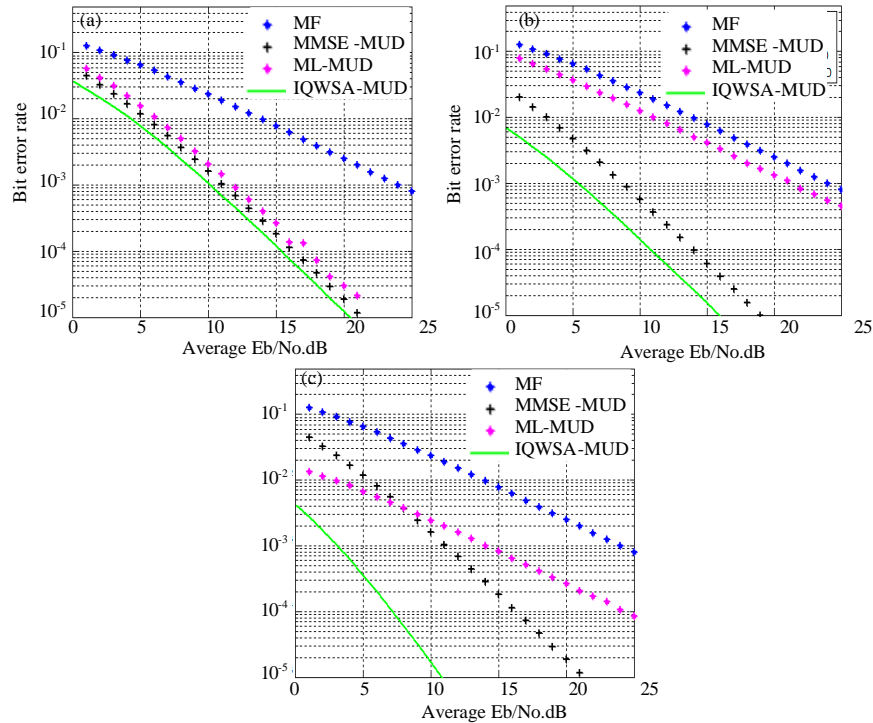 (a)
MF
MMSE -MUD
ML-MUD
IQWSA-MUD
10-1
10-2
10-3
10-4
10-5
Bit error rate
0 5 10 15 20 25
Average Eb/No.dB
(b)
MF
MMSE -MUD
ML-MUD
IQWSA-MUD
10-1
10-2
10-3
10-4
10-5
Bit error rate
0 5 10 15 20 25
Average Eb/No.dB
(c)
MF
MMSE -MUD
ML-MUD
IQWSA-MUD
10-1
10-2
10-3
10-4
10-5
Bit error rate
0 5 10 15 20 25
Average Eb/No.dB